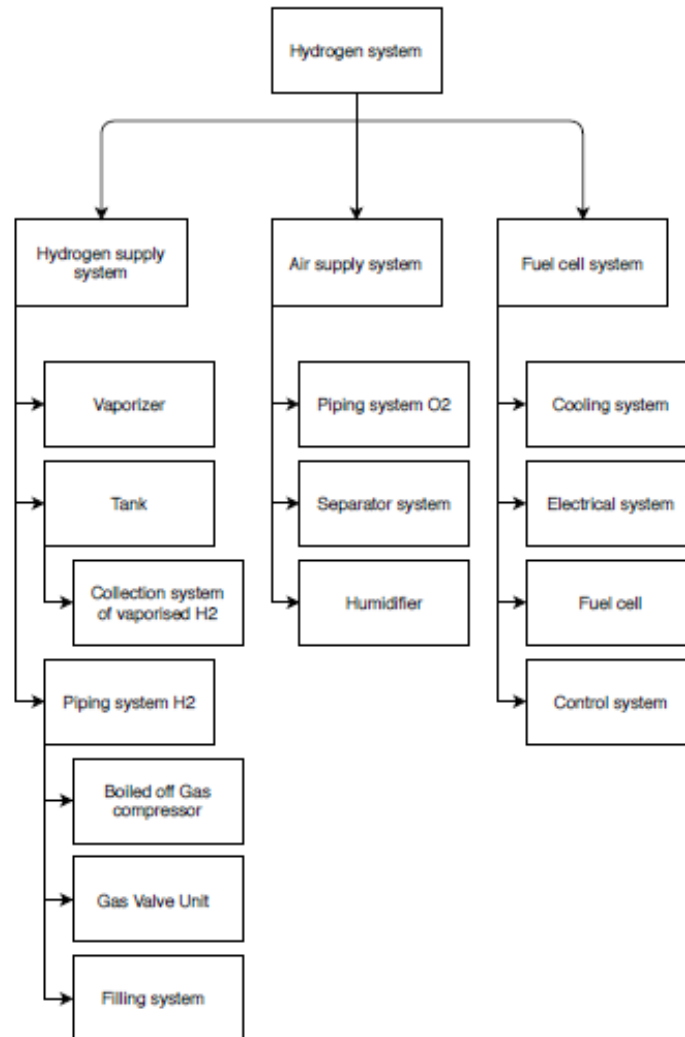 Hydrogen system
Hydrogen supply
system
Air supply system
Fuel cell system
Vaporizer
Piping system O2
Cooling system
Tank
Separator system
Electrical system
Collection system
of vaporised H2
Humidifier
Fuel cell
Piping system H2
Control system
Boiled off Gas
compressor
Gas Valve Unit
Filling system